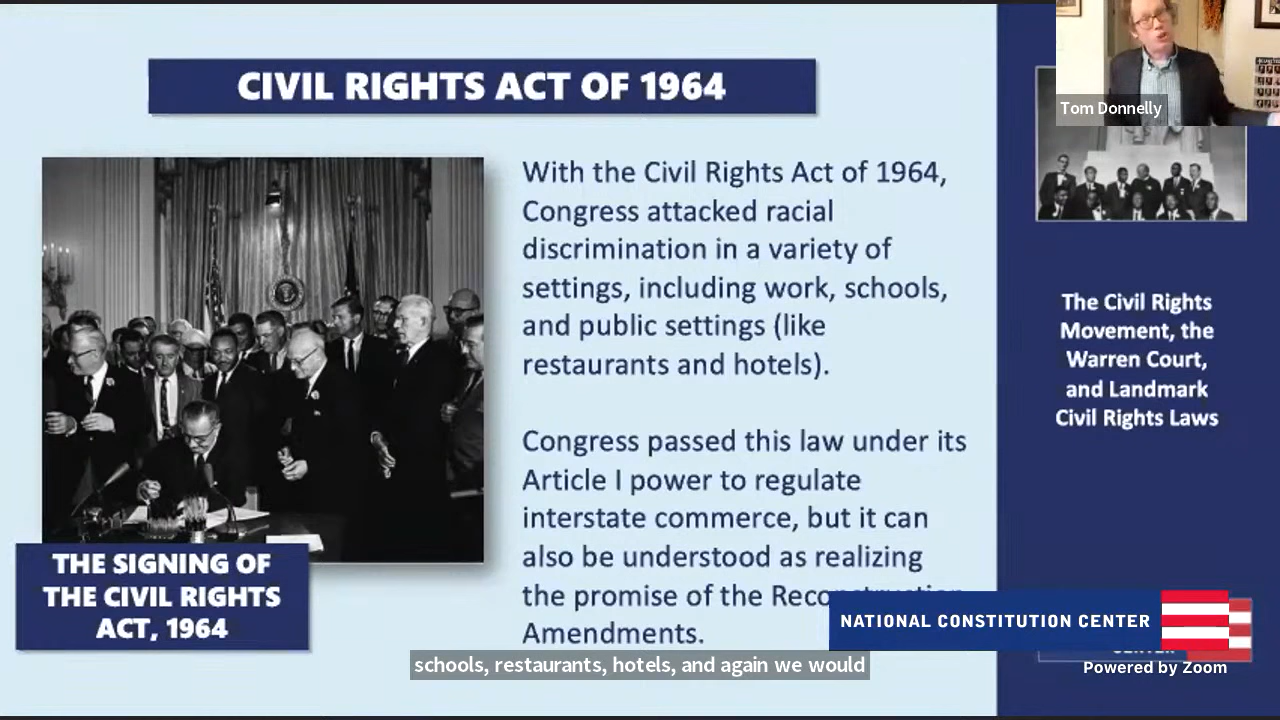 CIVIL RIGHTS ACT OF 1964
Tom Donnelly
With the Civil Rights Act of 1964,
Congress attacked racial
discrimination in a variety of
settings, including work, schools,
and public settings (like
restaurants and hotels).
Congress passed this law under its
Article I power to regulate
interstate commerce, but it can
also be understood as realizing
the promise of the Reconstruction
Amendments.
THE SIGNING OF
THE CIVIL RIGHTS
ACT, 1964
The Civil Rights
Movement, the
Warren Court,
and Landmark
Civil Rights Laws
NATIONAL CONSTITUTION CENTER
schools, restaurants, hotels, and again we would
Powered by Zoom